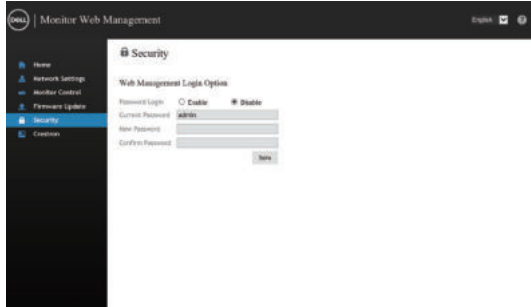 DELL
Monitor Web Management
English
Home
Network Settings
Monitor Control
Firmware Update
Security
Crestron
Security
Web Management Login Option
Password Login Enable Disable
Current Password admin
New Password
Confirm Password
Save